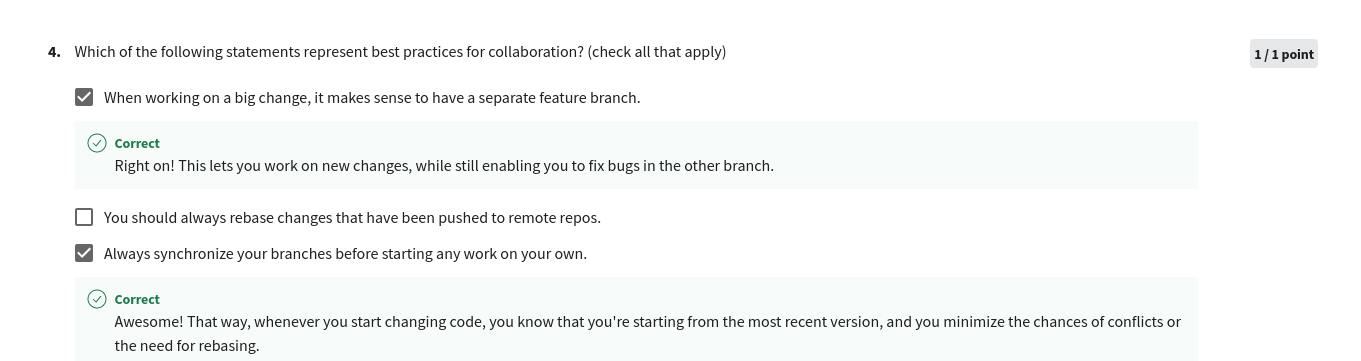 4. Which of the following statements represent best practices for collaboration? (check all that apply)
1 / 1 point
When working on a big change, it makes sense to have a separate feature branch.
Correct
Right on! This lets you work on new changes, while still enabling you to fix bugs in the other branch.
You should always rebase changes that have been pushed to remote repos.
Always synchronize your branches before starting any work on your own.
Correct
Awesome! That way, whenever you start changing code, you know that you're starting from the most recent version, and you minimize the chances of conflicts or
the need for rebasing.